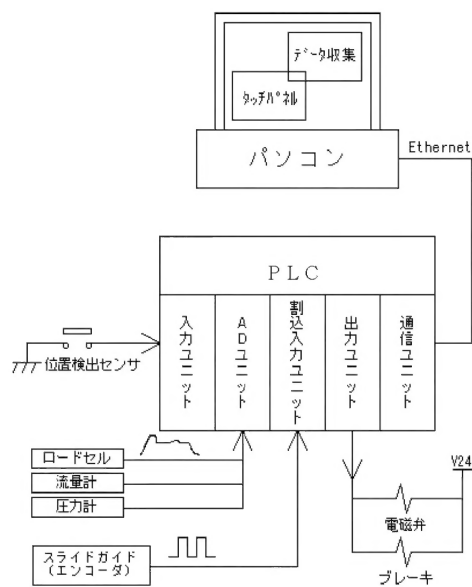 データ収集
タッチパネル
パソコン
Ethernet
PLC
入力ユニット
ADユニット
割込入力ユニット
出力ユニット
通信ユニット
位置検出センサ
ロードセル
流量計
圧力計
スライドガイド
(エンコーダ)
V24
電磁弁
ブレーキ